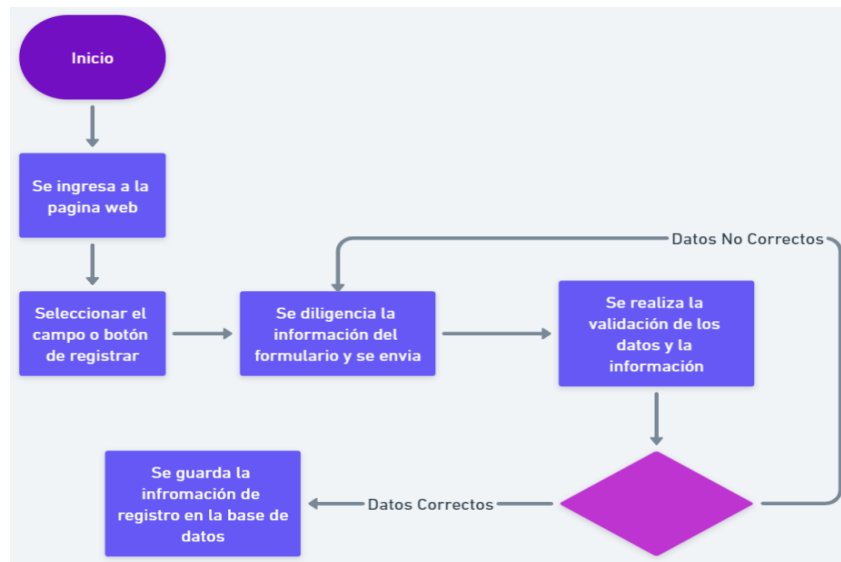 Inicio
Se ingresa a la
pagina web
Seleccionar el
campo o botón
de registrar
Se diligencia la
información del
formulario y se envia
Datos No Correctos
Se realiza la
validación de los
datos y la
información
Datos Correctos
Se guarda la
infromación de
registro en la base de
datos